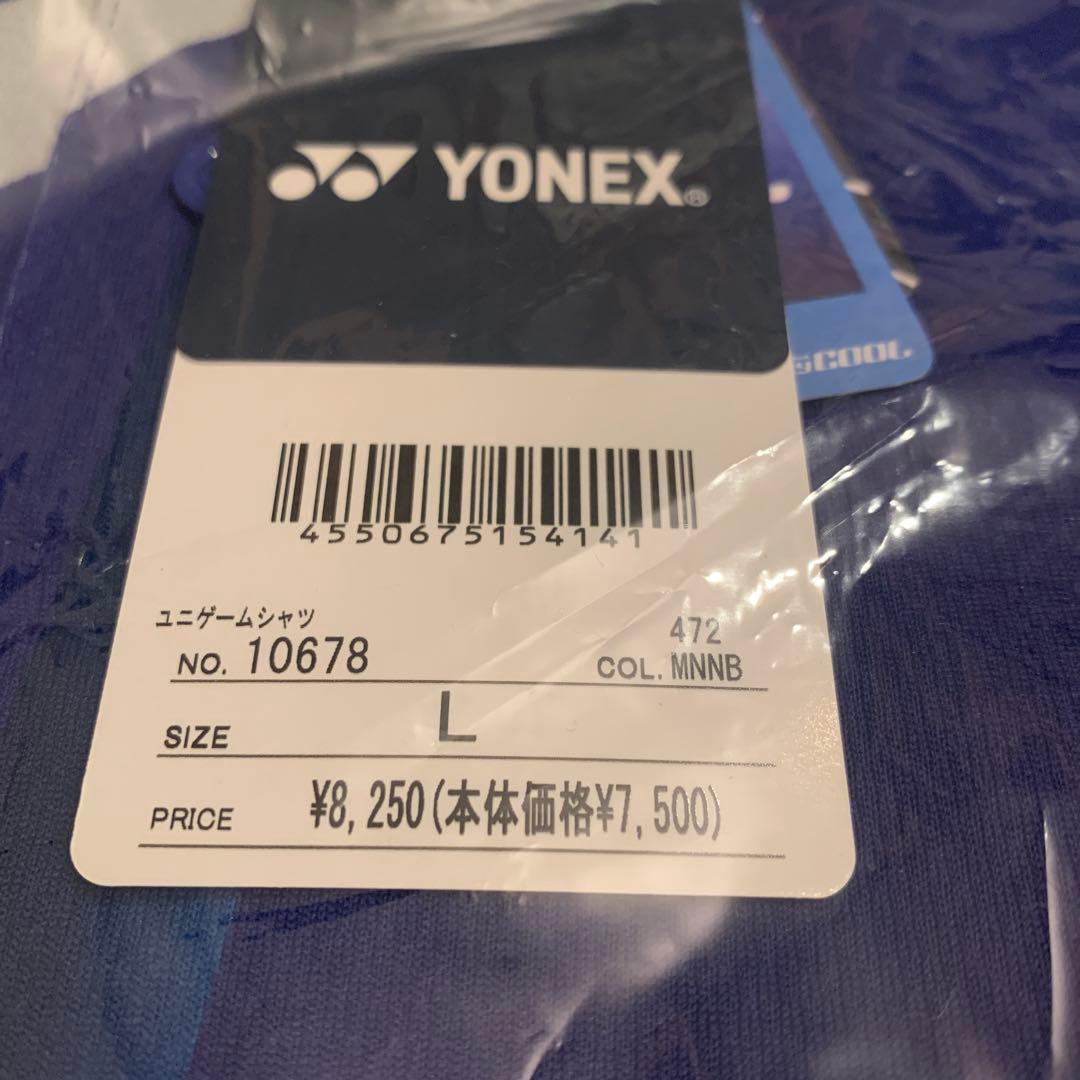 YONEX®
COOL
4550675154141
ユニゲームシャツ
472
NO. 10678 COL. MNNB
SIZE L
PRICE ¥8,250(本体価格¥7,500)